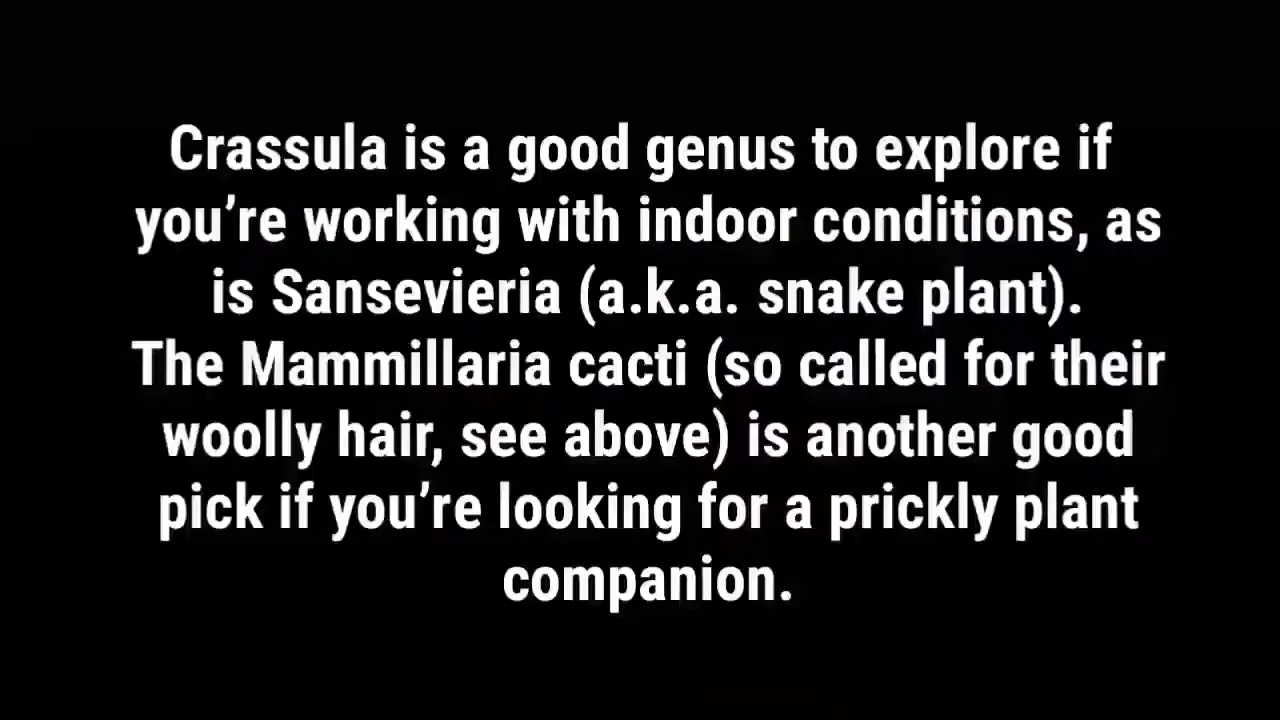 Crassula is a good genus to explore if
you’re working with indoor conditions, as
is Sansevieria (a.k.a. snake plant).
The Mammillaria cacti (so called for their
woolly hair, see above) is another good
pick if you’re looking for a prickly plant
companion.